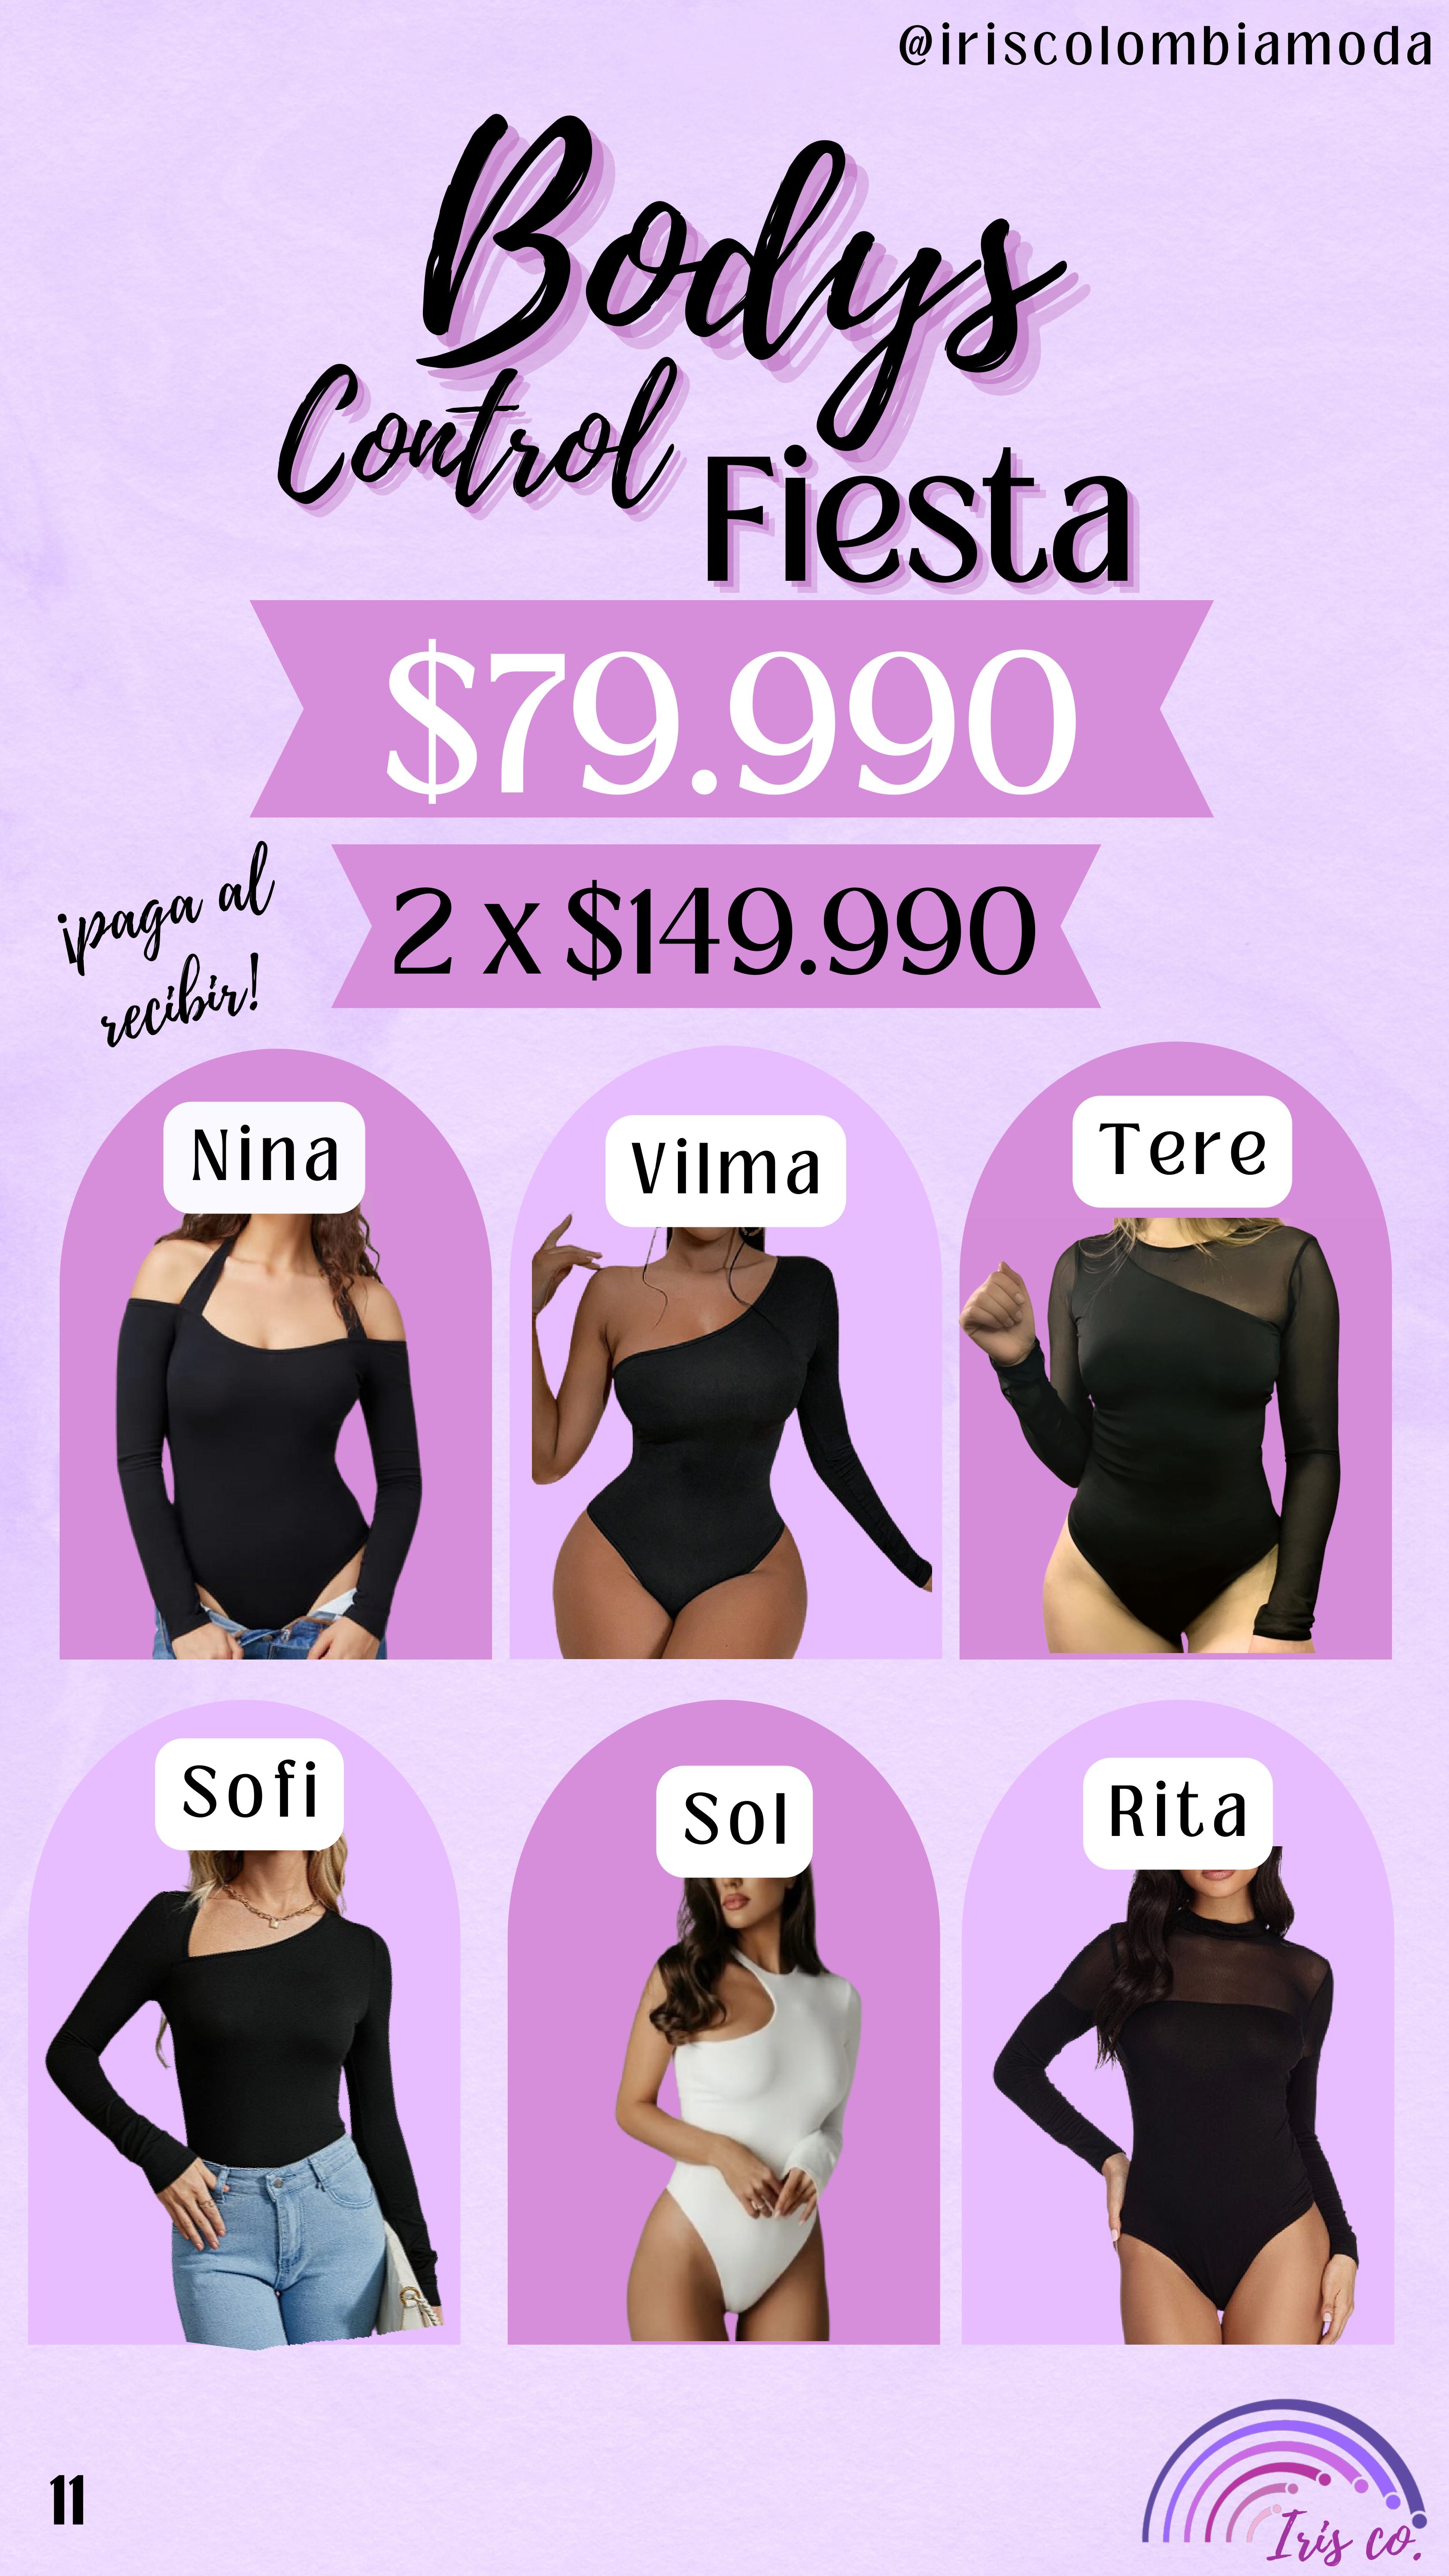 @iriscolombiamoda
Bodys
Control
Fiesta
$79.990
2 x $149.990
¡paga al
recibir!
Nina
Vilma
Tere
Sofi
Sol
Rita
11
Iris co.